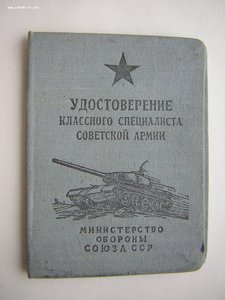 УДОСТОВЕРЕНИЕ
КЛАССНОГО СПЕЦИАЛИСТА
СОВЕТСКОЙ АРМИИ
МИНИСТЕРСТВО
ОБОРОНЫ
СОЮЗА ССР